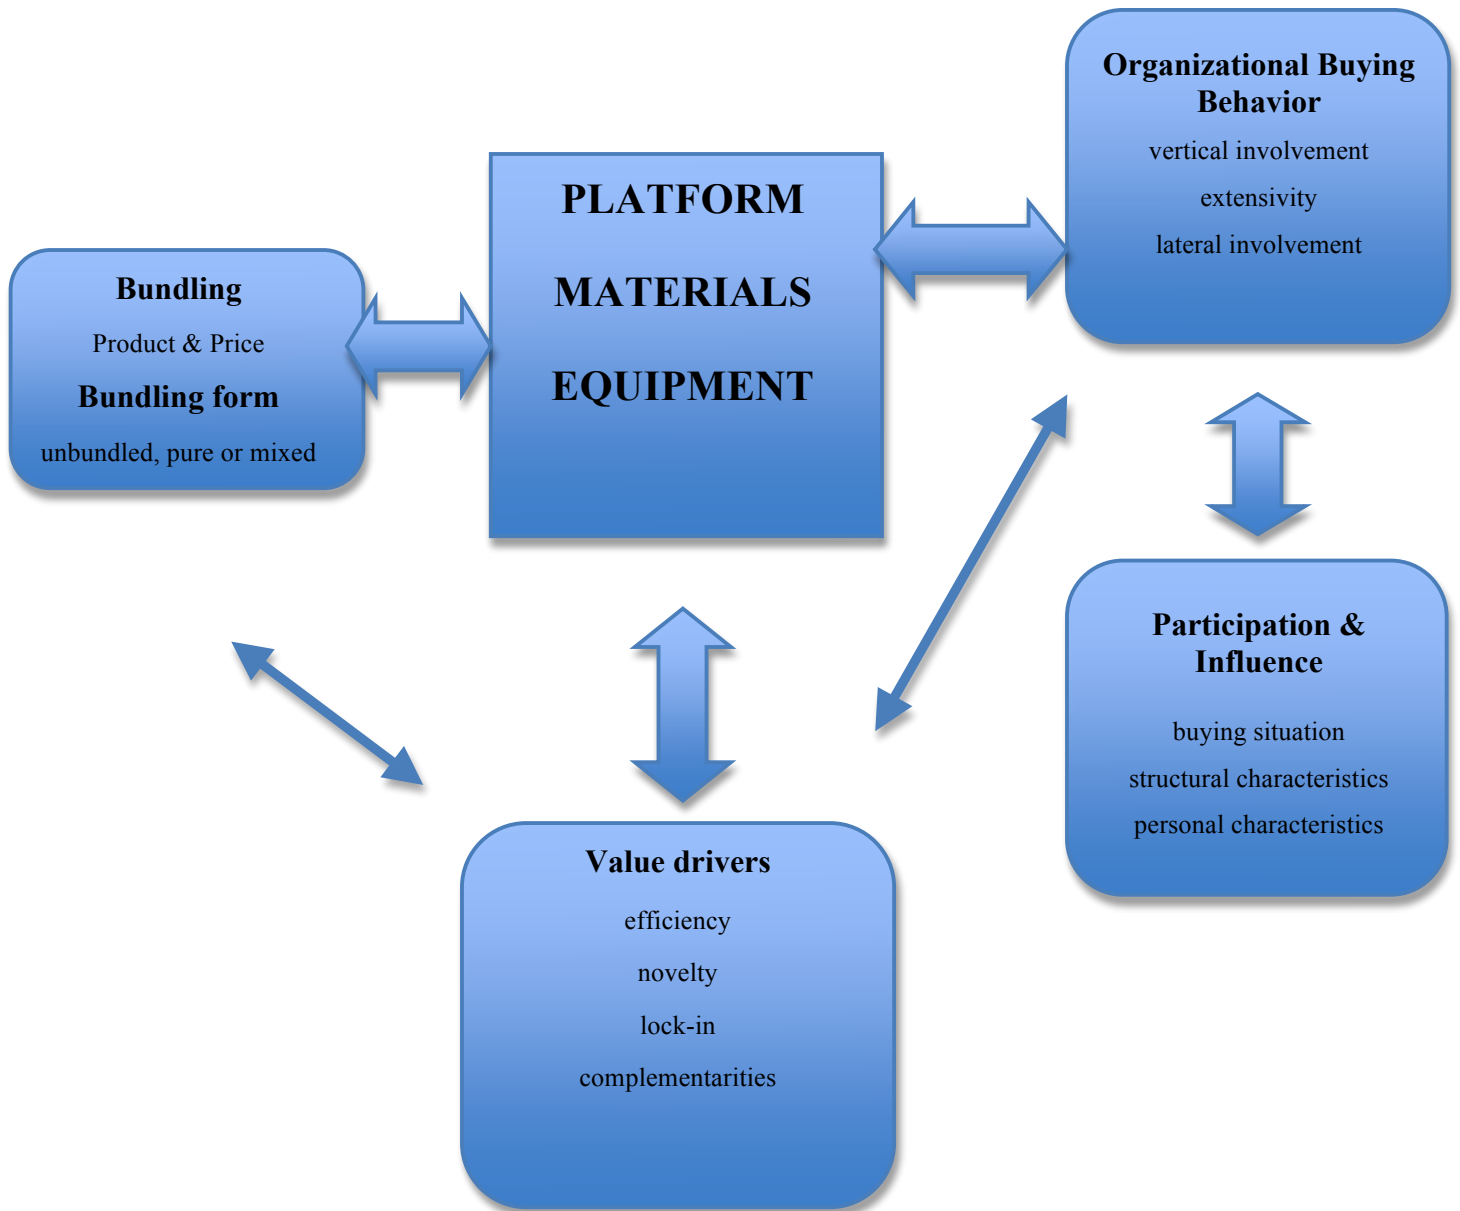 Organizational Buying
Behavior
vertical involvement
extensivity
lateral involvement
PLATFORM
MATERIALS
EQUIPMENT
Bundling
Product & Price
Bundling form
unbundled, pure or mixed
Participation &
Influence
buying situation
structural characteristics
personal characteristics
Value drivers
efficiency
novelty
lock-in
complementarities